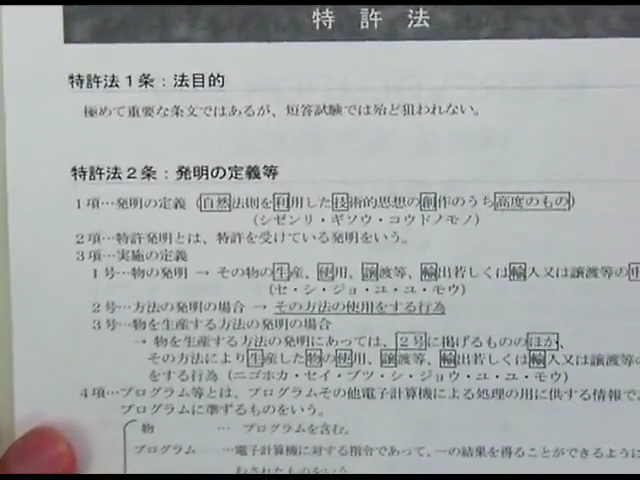 特許法
特許法1条：法目的
極めて重要な条文ではあるが、短答試験では殆ど狙われない。
特許法2条：発明の定義等
1項…発明の定義（自然法則を利用した技術的思想の創作のうち高度のもの）
（シゼンリ・ギソウ・コウドノモノ）
2項…特許発明とは、特許を受けている発明をいう。
3項…実施の定義
1号…物の発明 → その物の生産、使用、譲渡等、輸出若しくは輸入又は譲渡等の
（セ・シ・ジョ・ユ・ユ・モウ）
2号…方法の発明の場合 → その方法の使用をする行為
3号…物を生産する方法の発明の場合
→ 物を生産する方法の発明にあっては、2号に掲げるもののほか、
その方法により生産した物の使用、譲渡等、輸出若しくは輸入又は譲渡等の
をする行為（ニゴホカ・セイ・ブツ・シ・ジョウ・ユ・ユ・モウ）
4項…プログラム等とは、プログラムその他電子計算機による処理の用に供する情報で
プログラムに準ずるものをいう。
物 … プログラムを含む。
プログラム …電子計算機に対する指令であって、一の結果を得ることができるように
わされたものをいう